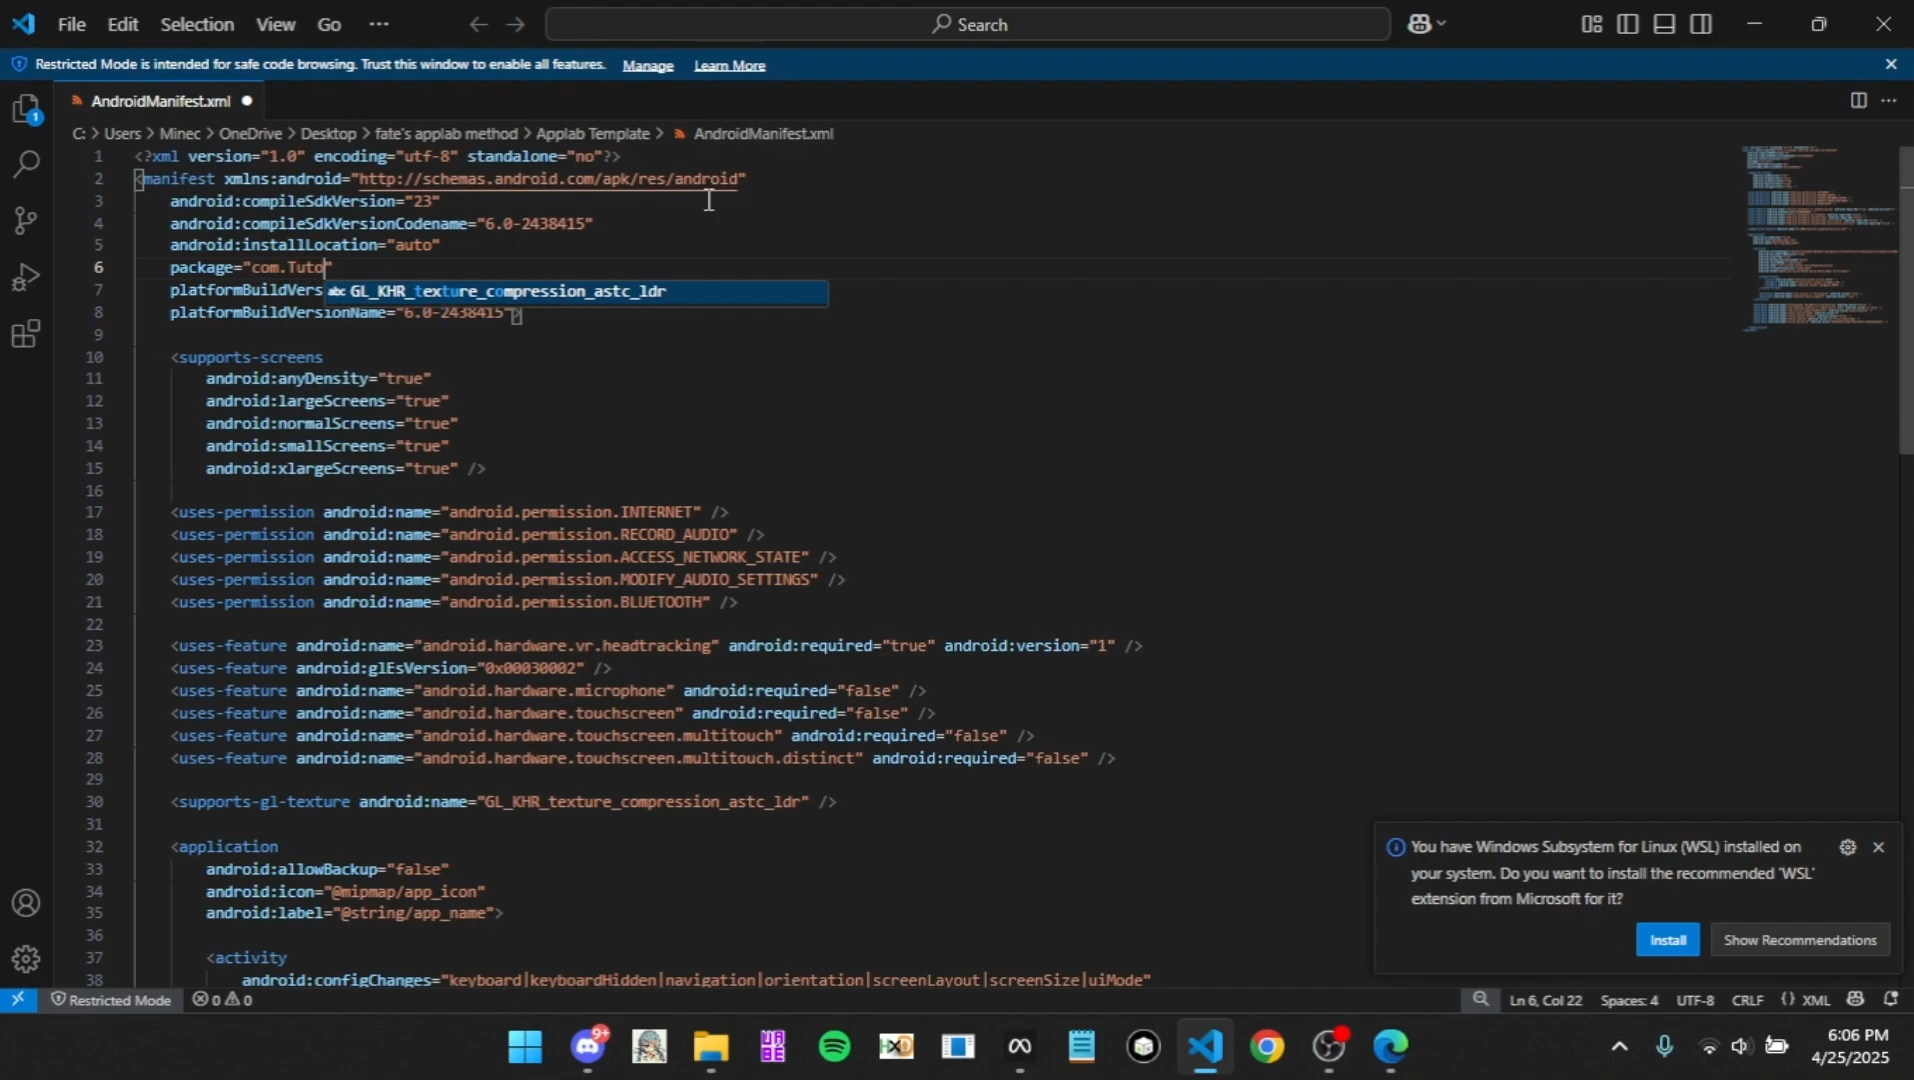 File Edit Selection View Go ··· Search
Restricted Mode is intended for safe code browsing. Trust this window to enable all features. Manage Learn More
AndroidManifest.xml
1
C: > Users > Minec > OneDrive > Desktop > fate's applab method > Applab Template > AndroidManifest.xml
1 <?xml version="1.0" encoding="utf-8" standalone="no"?>
2 <manifest xmlns:android="http://schemas.android.com/apk/res/android"
3 android:compileSdkVersion="23"
4 android:compileSdkVersionCodename="6.0-2438415"
5 android:installLocation="auto"
6 package="com.Tuto"
7 platformBuildVers abc GL_KHR_texture_compression_astc_ldr
8 platformBuildVersionName="6.0-2438415">
9
10 <supports-screens
11 android:anyDensity="true"
12 android:largeScreens="true"
13 android:normalScreens="true"
14 android:smallScreens="true"
15 android:xlargeScreens="true" />
16
17 <uses-permission android:name="android.permission.INTERNET" />
18 <uses-permission android:name="android.permission.RECORD_AUDIO" />
19 <uses-permission android:name="android.permission.ACCESS_NETWORK_STATE" />
20 <uses-permission android:name="android.permission.MODIFY_AUDIO_SETTINGS" />
21 <uses-permission android:name="android.permission.BLUETOOTH" />
22
23 <uses-feature android:name="android.hardware.vr.headtracking" android:required="true" android:version="1" />
24 <uses-feature android:glEsVersion="0x00030002" />
25 <uses-feature android:name="android.hardware.microphone" android:required="false" />
26 <uses-feature android:name="android.hardware.touchscreen" android:required="false" />
27 <uses-feature android:name="android.hardware.touchscreen.multitouch" android:required="false" />
28 <uses-feature android:name="android.hardware.touchscreen.multitouch.distinct" android:required="false" />
29
30 <supports-gl-texture android:name="GL_KHR_texture_compression_astc_ldr" />
31
32 <application
33 android:allowBackup="false"
34 android:icon="@mipmap/app_icon"
35 android:label="@string/app_name">
36
37 <activity
38 android:configChanges="keyboard|keyboardHidden|navigation|orientation|screenLayout|screenSize|uiMode"
You have Windows Subsystem for Linux (WSL) installed on
your system. Do you want to install the recommended 'WSL'
extension from Microsoft for it?
Install Show Recommendations
Restricted Mode 0 0 Ln 6, Col 22 Spaces: 4 UTF-8 CRLF {} XML
9+ UABE HXD
6:06 PM
4/25/2025